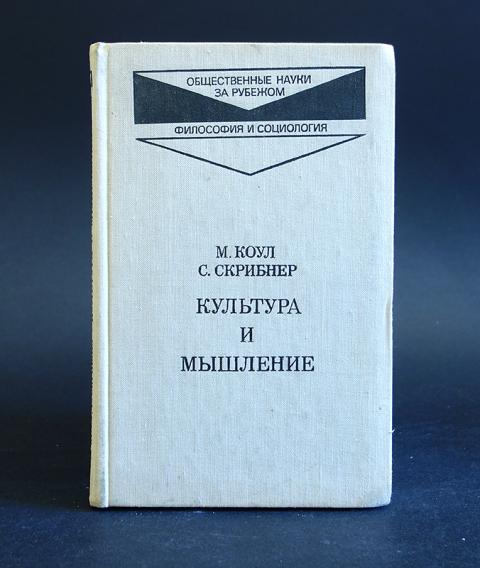 ОБЩЕСТВЕННЫЕ НАУКИ
ЗА РУБЕЖОМ
ФИЛОСОФИЯ И СОЦИОЛОГИЯ
М. КОУЛ
С. СКРИБНЕР
КУЛЬТУРА
И
МЫШЛЕНИЕ